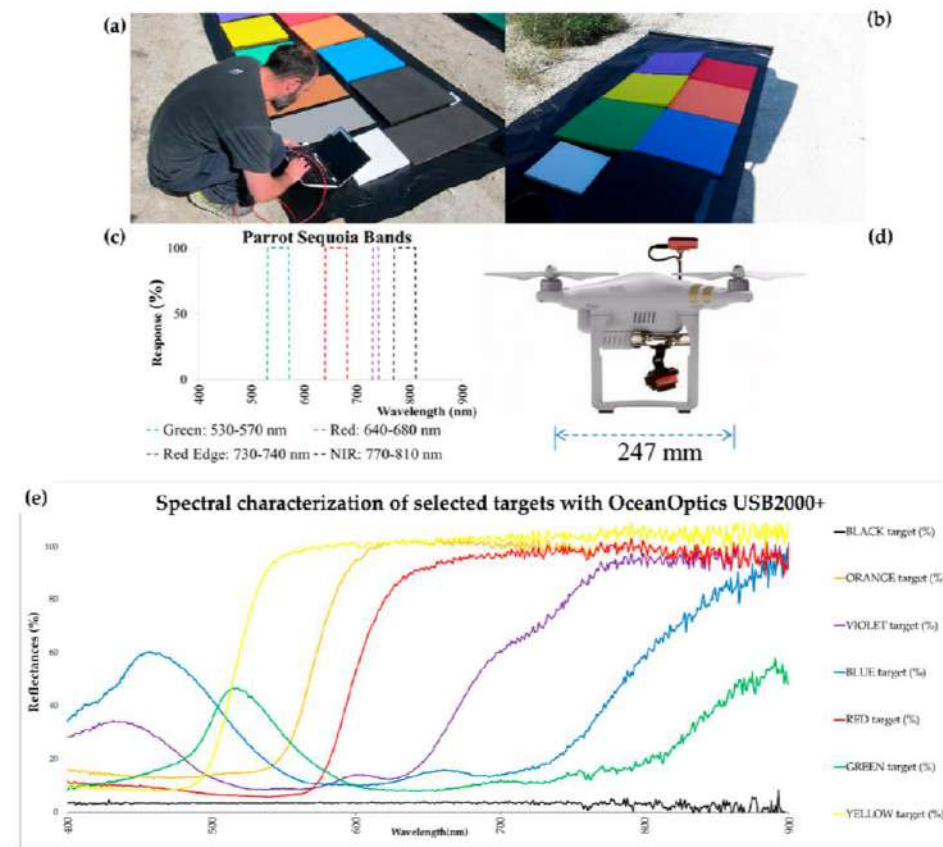 (a)
(b)
(c)
Parrot Sequoia Bands
(d)
Response (%)
100
50
0
400
500
600
700
800
900
Wavelength (nm)
Green: 530-570 nm
Red: 640-680 nm
Red Edge: 730-740 nm
NIR: 770-810 nm
247 mm
(e)
Spectral characterization of selected targets with OceanOptics USB2000+
Reflectances (%)
100
80
60
40
20
0
400
500
600
700
800
900
Wavelength(nm)
BLACK target (%)
ORANGE target (%)
VIOLET target (%)
BLUE target (%)
RED target (%)
GREEN target (%)
YELLOW target (%)